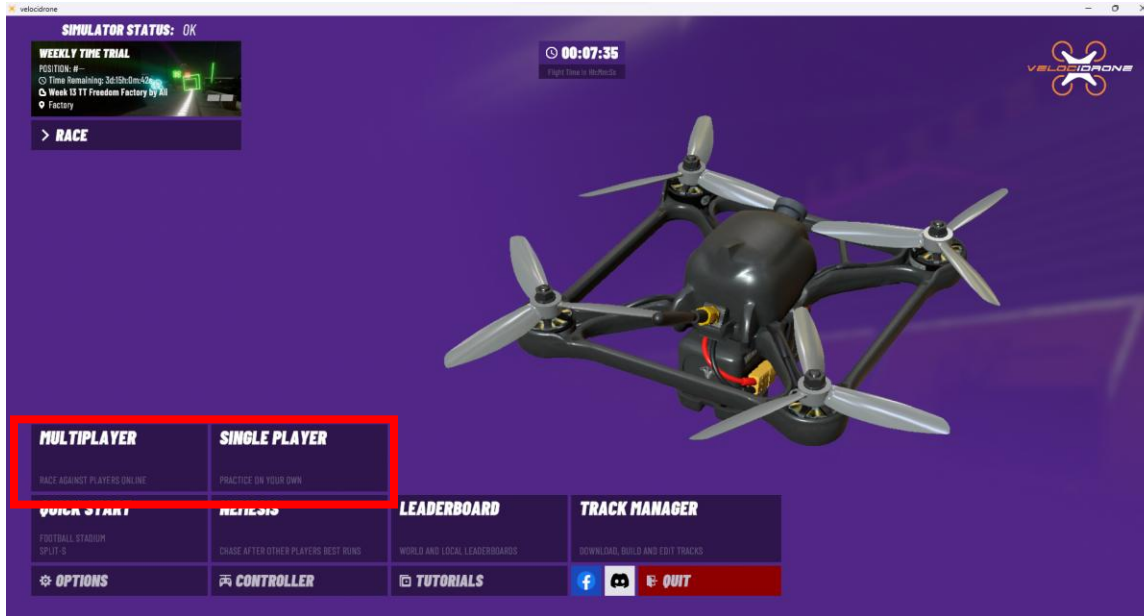 velocidrone
SIMULATOR STATUS: OK
WEEKLY TIME TRIAL
POSITION: #--
Time Remaining: 3d:15h:0m:42s
Week 13 TT Freedom Factory by
Factory
> RACE
00:07:35
Flight Time in
VELOCIDRONE
MULTIPLAYER
RACE AGAINST PLAYERS ONLINE
SINGLE PLAYER
PRACTICE ON YOUR OWN
QUICK START
FOOTBALL STADIUM
SPLIT-S
NEMESIS
CHASE AFTER OTHER PLAYERS BEST RUNS
LEADERBOARD
WORLD AND LOCAL LEADERBOARDS
TRACK MANAGER
DOWNLOAD, BUILD AND EDIT TRACKS
OPTIONS
CONTROLLER
TUTORIALS
QUIT